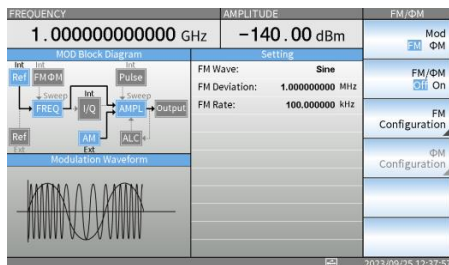 FREQUENCY
AMPLITUDE
FM/ΦM
1.000000000000 GHz
-140.00 dBm
Mod
FM ΦM
MOD Block Diagram
Setting
Int Int Int
Ref FMΦM Pulse
Sweep Int Sweep
FREQ I/Q AMPL Output
Ref AM ALC
Ext Ext
FM Wave: Sine
FM Deviation: 1.000000000 MHz
FM Rate: 100.000000 kHz
FM/ΦM
Off On
FM
Configuration
ΦM
Configuration
Modulation Waveform
2023/09/25 12:37:57